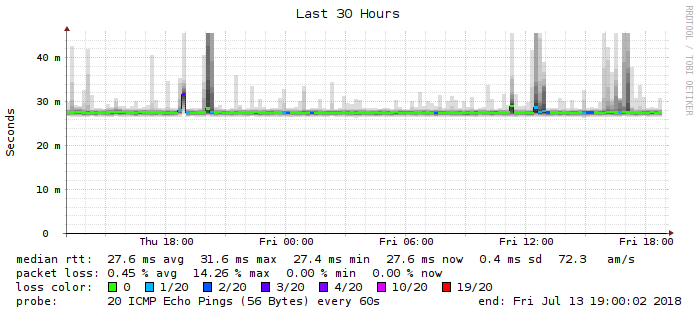 Last 30 Hours
RRDTOOL / TOBI OETIKER
Seconds
40 m
30 m
20 m
10 m
0
Thu 18:00 Fri 00:00 Fri 06:00 Fri 12:00 Fri 18:00
median rtt: 27.6 ms avg 31.6 ms max 27.4 ms min 27.6 ms now 0.4 ms sd 72.3 am/s
packet loss: 0.45 % avg 14.26 % max 0.00 % min 0.00 % now
loss color: 0 1/20 2/20 3/20 4/20 10/20 19/20
probe: 20 ICMP Echo Pings (56 Bytes) every 60s end: Fri Jul 13 19:00:02 2018